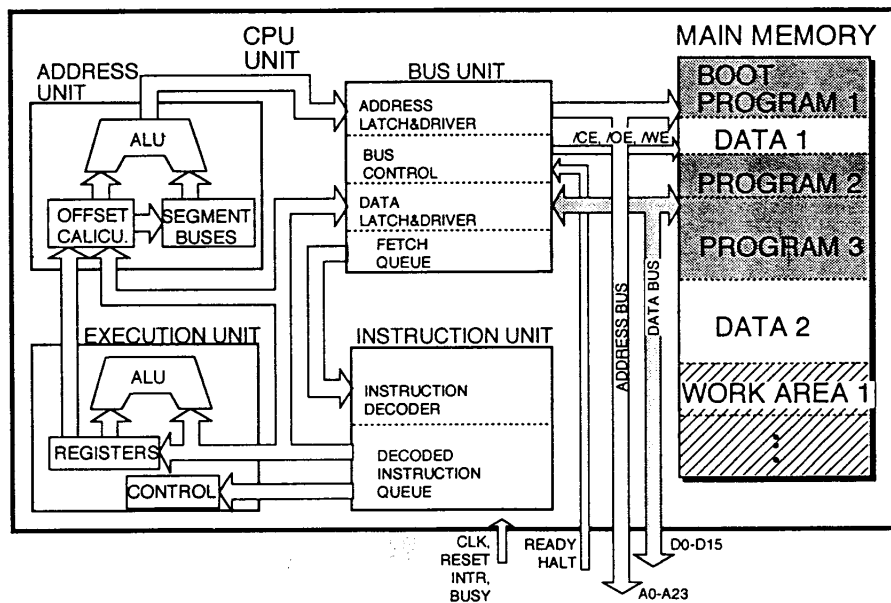 CPU
UNIT
MAIN MEMORY
ADDRESS
UNIT
ALU
OFFSET
CALICU.
SEGMENT
BUSES
BUS UNIT
ADDRESS
LATCH&DRIVER
BUS
CONTROL
DATA
LATCH&DRIVER
FETCH
QUEUE
/CE, /OE, /WE
BOOT
PROGRAM 1
DATA 1
PROGRAM 2
PROGRAM 3
DATA 2
WORK AREA 1
ADDRESS BUS
DATA BUS
EXECUTION UNIT
ALU
REGISTERS
CONTROL
INSTRUCTION UNIT
INSTRUCTION
DECODER
DECODED
INSTRUCTION
QUEUE
CLK,
RESET
INTR,
BUSY
READY
HALT
D0-D15
A0-A23